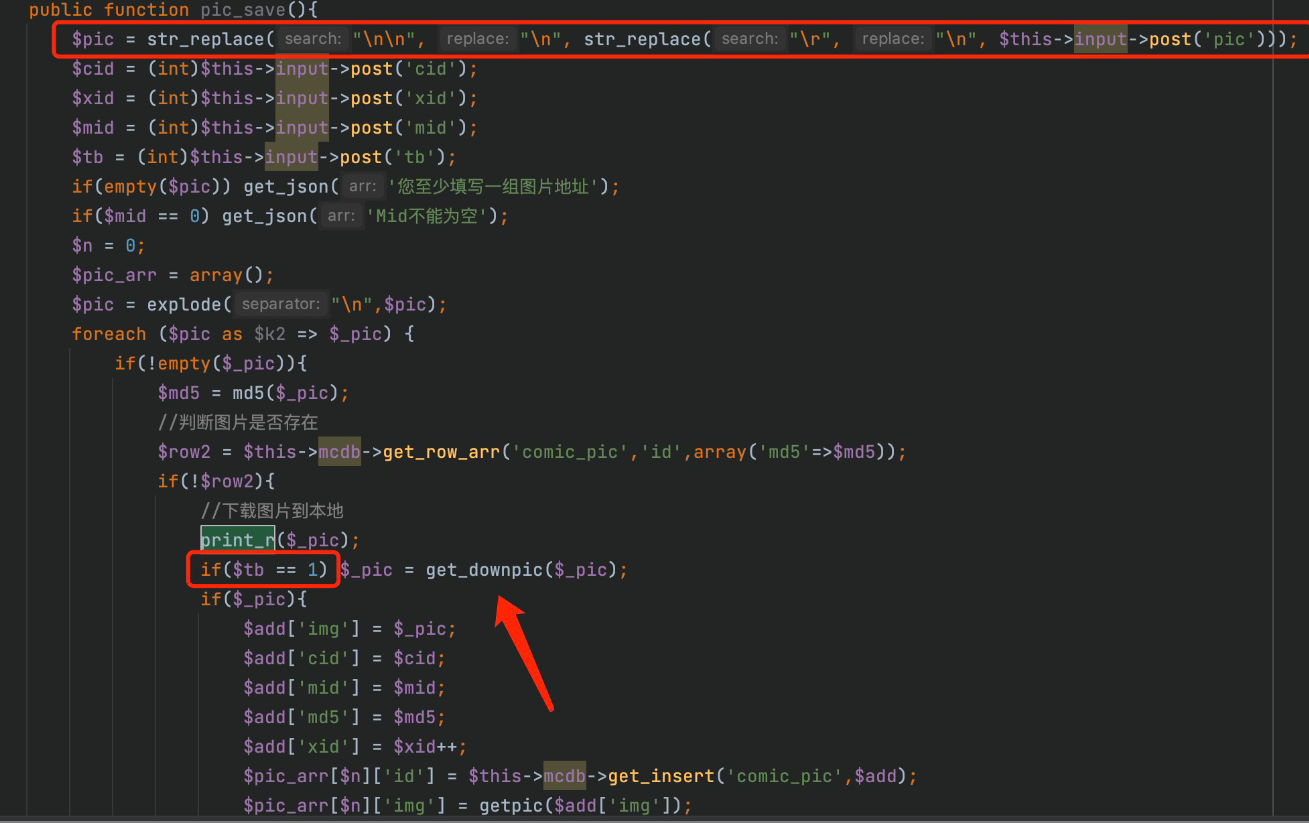 public function pic_save(){
$pic = str_replace( search: "\n\n", replace: "\n", str_replace( search: "\r", replace: "\n", $this->input->post('pic')));
$cid = (int)$this->input->post('cid');
$xid = (int)$this->input->post('xid');
$mid = (int)$this->input->post('mid');
$tb = (int)$this->input->post('tb');
if(empty($pic)) get_json( arr: '您至少填写一组图片地址');
if($mid == 0) get_json( arr: 'Mid不能为空');
$n = 0;
$pic_arr = array();
$pic = explode( separator: "\n",$pic);
foreach ($pic as $k2 => $_pic) {
if(!empty($_pic)){
$md5 = md5($_pic);
//判断图片是否存在
$row2 = $this->mcdb->get_row_arr('comic_pic','id',array('md5'=>$md5));
if(!$row2){
//下载图片到本地
print_r($_pic);
if($tb == 1) $_pic = get_downpic($_pic);
if($_pic){
$add['img'] = $_pic;
$add['cid'] = $cid;
$add['mid'] = $mid;
$add['md5'] = $md5;
$add['xid'] = $xid++;
$pic_arr[$n]['id'] = $this->mcdb->get_insert('comic_pic',$add);
$pic_arr[$n]['img'] = getpic($add['img']);